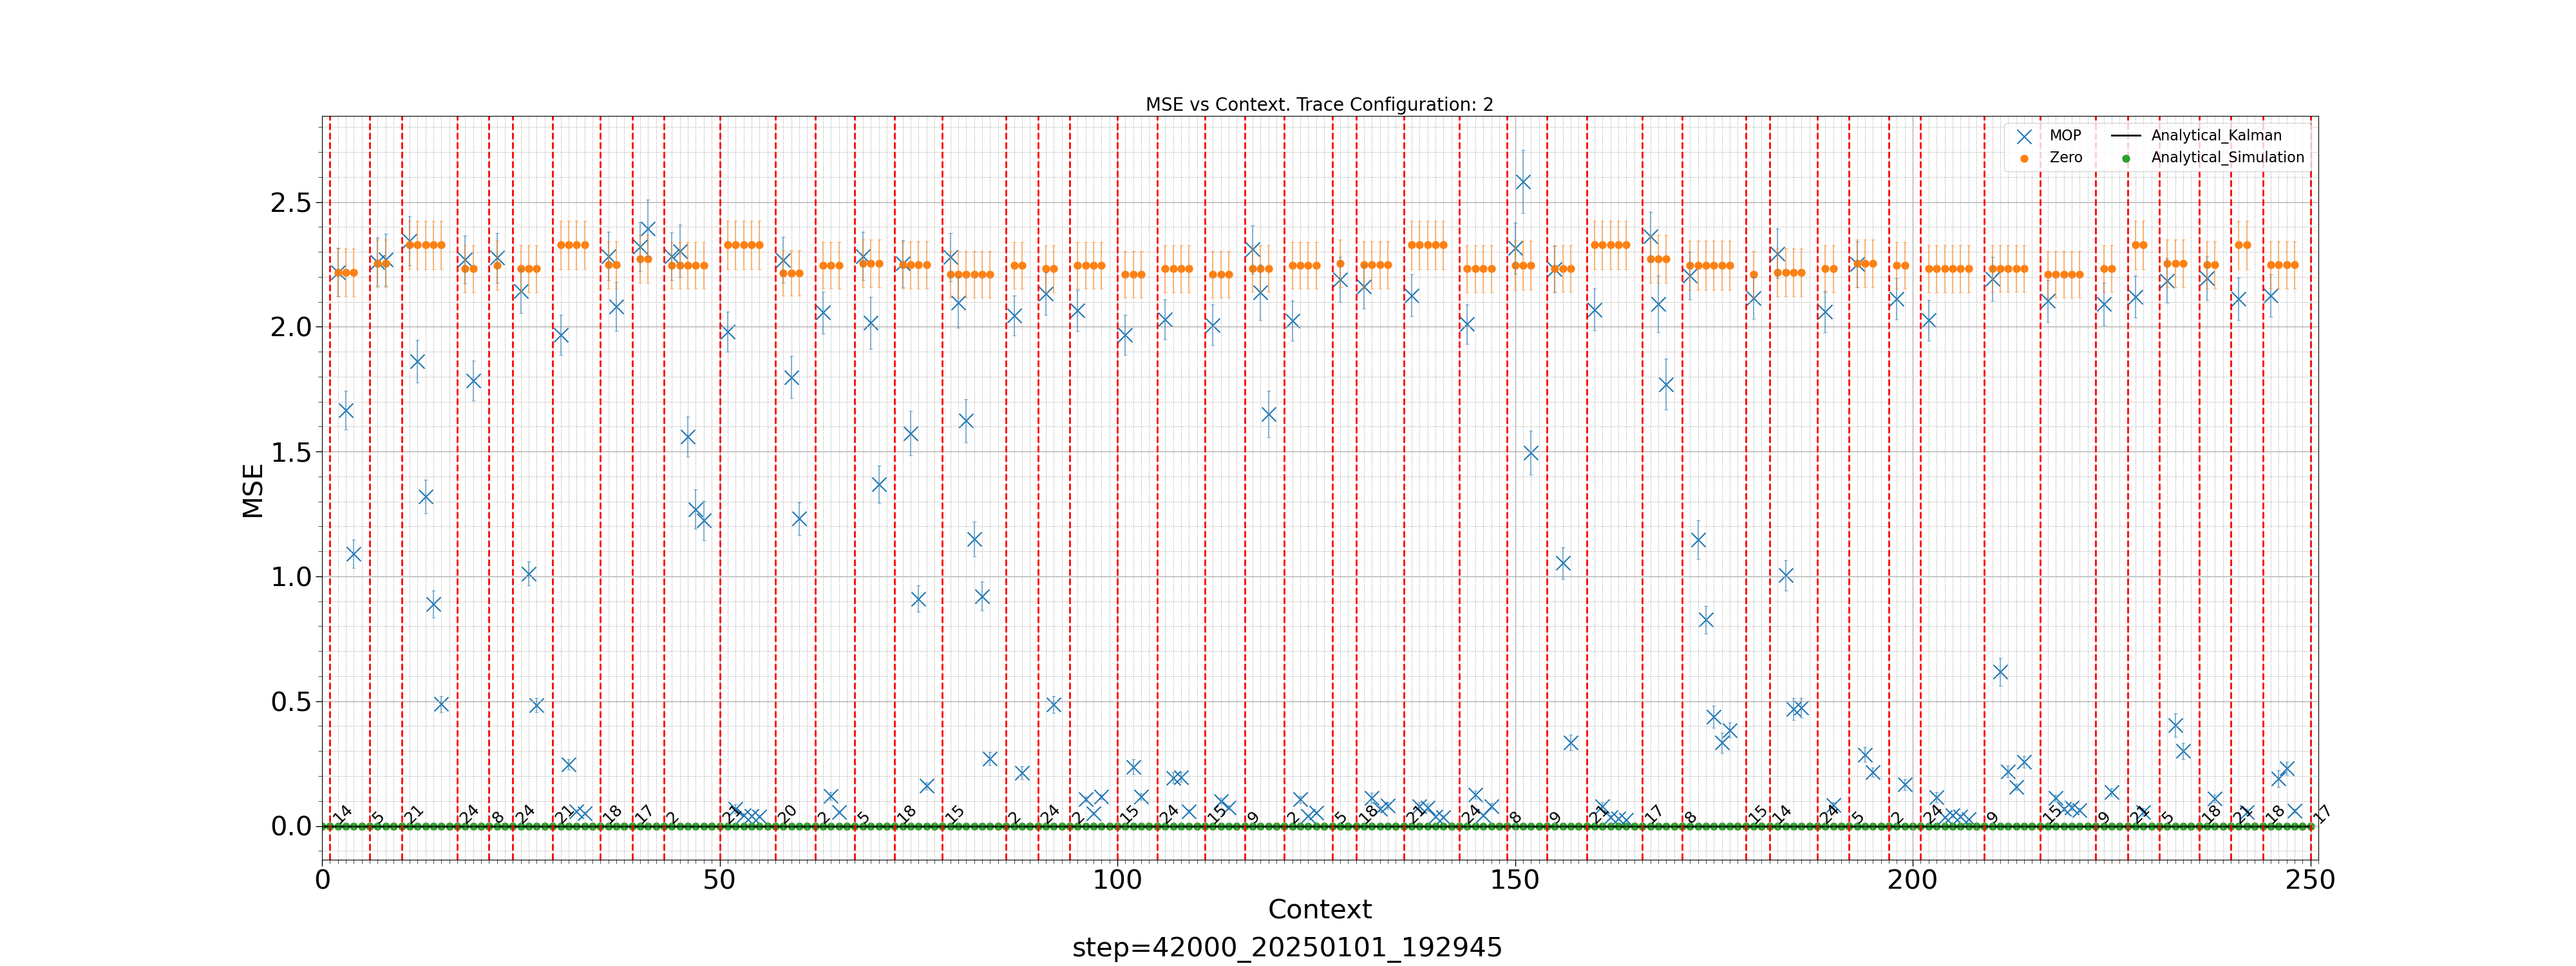 MSE vs Context. Trace Configuration: 2
MOP
Zero
Analytical_Kalman
Analytical_Simulation
MSE
2.5
2.0
1.5
1.0
0.5
0.0
14 5 21 24 8 24 21 18 17 2 21 20 2 5 18 15 2 24 2 15 24 15 9 2 5 18 21 24 8 9 21 17 8 15 14 24 5 2 24 9 15 9 21 5 18 21 18 17
0 50 100 150 200 250
Context
step=42000_20250101_192945